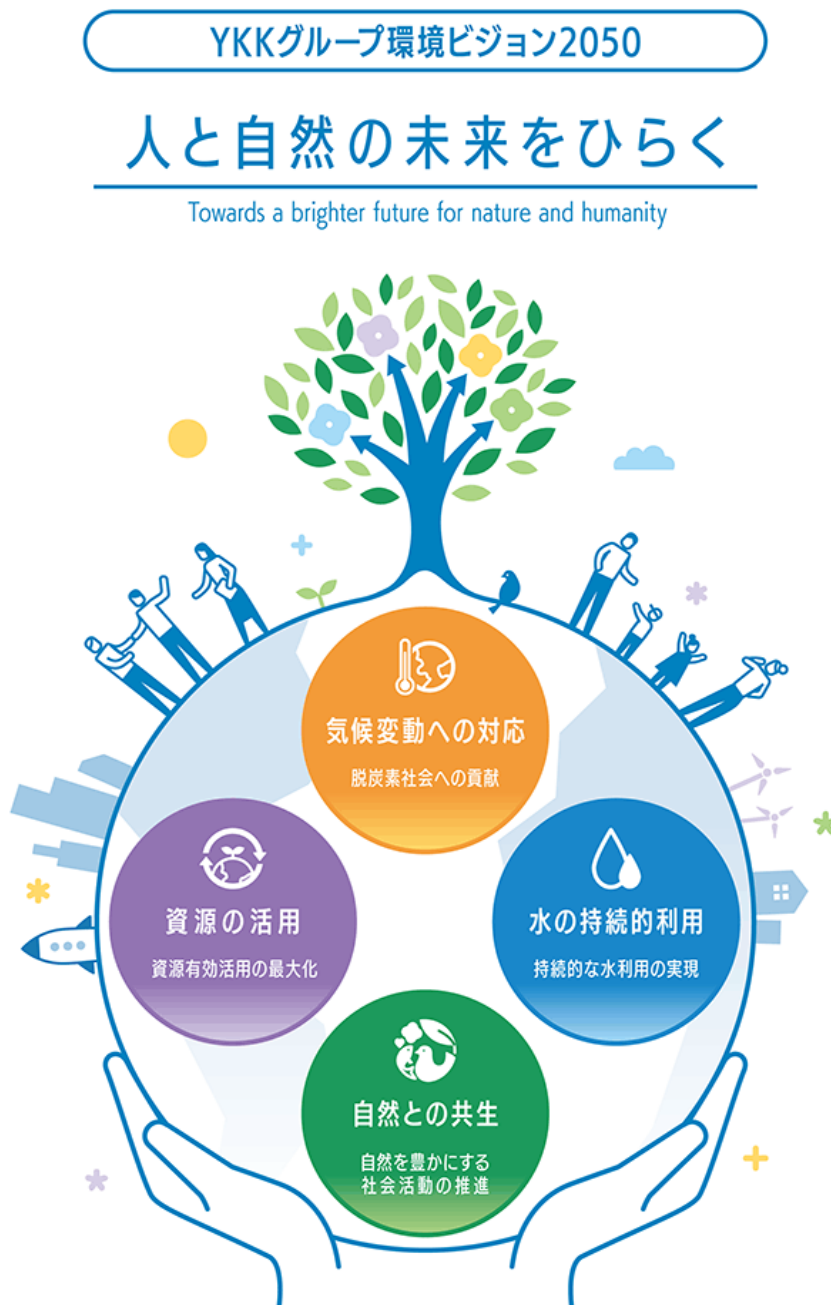 YKKグループ環境ビジョン2050
人と自然の未来をひらく
Towards a brighter future for nature and humanity
気候変動への対応
脱炭素社会への貢献
資源の活用
資源有効活用の最大化
水の持続的利用
持続的な水利用の実現
自然との共生
自然を豊かにする
社会活動の推進